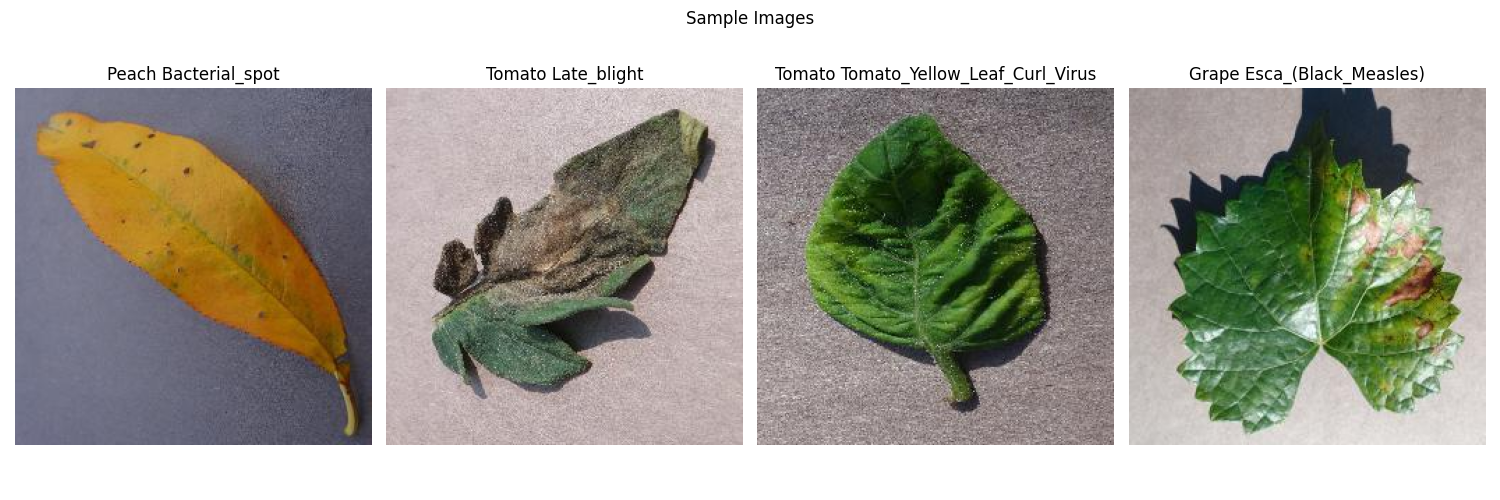 Sample Images
Peach Bacterial_spot
Tomato Late_blight
Tomato Tomato_Yellow_Leaf_Curl_Virus
Grape Esca_(Black_Measles)